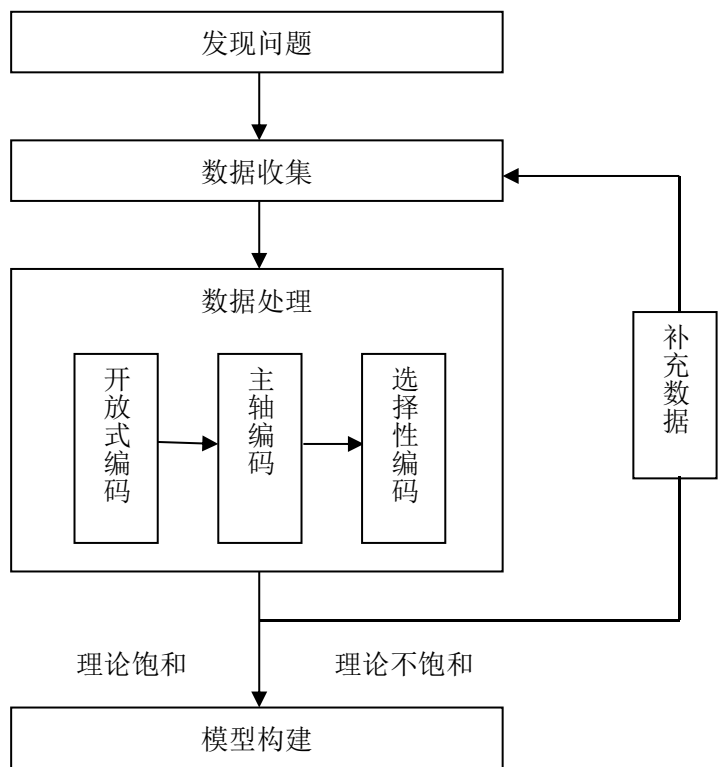 发现问题
数据收集
数据处理
开放式编码
主轴编码
选择性编码
补充数据
理论饱和
理论不饱和
模型构建